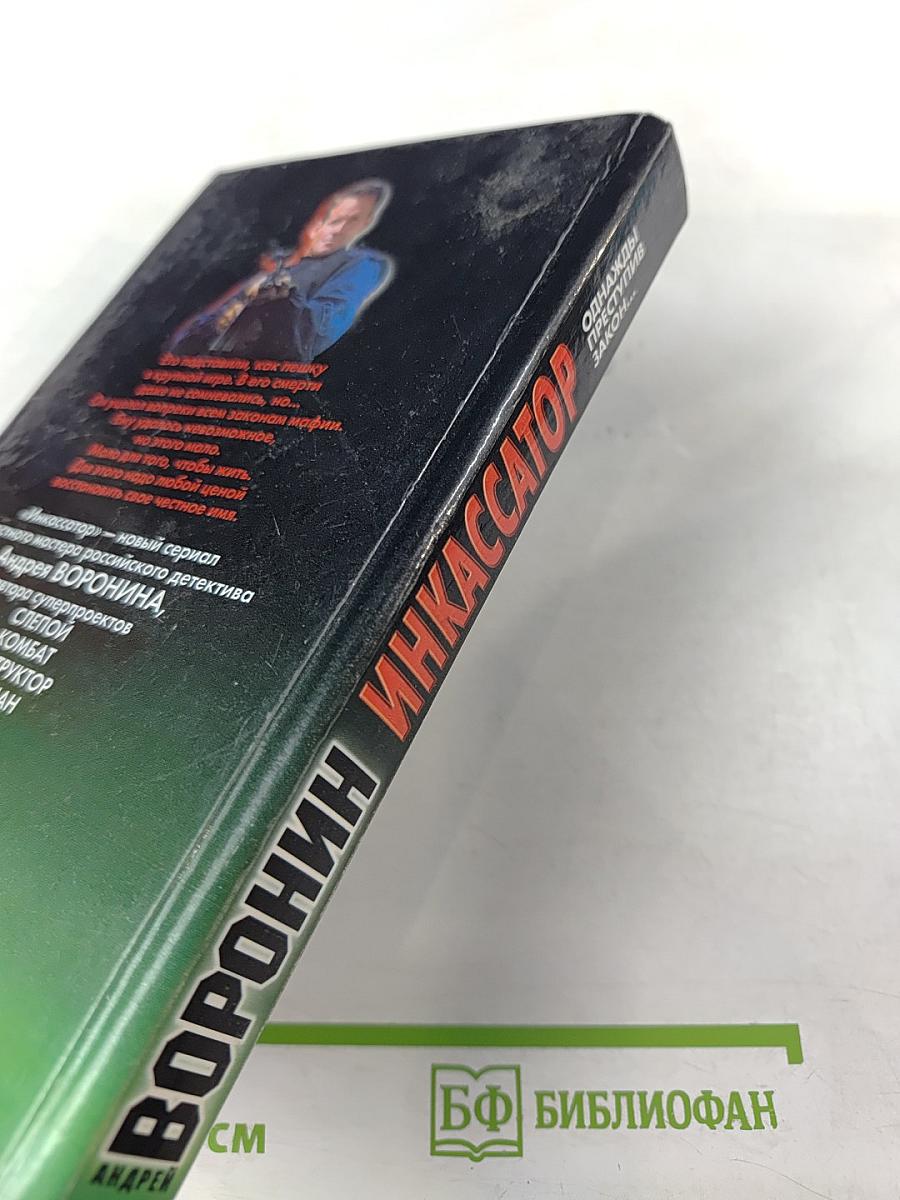 Его подставили, как пешку
в крупной игре. В его смерти
даже не сомневались, но...
Он выжил вопреки всем законам мафии.
Ему удалось невозможное,
но этого мало.
Мало для того, чтобы жить.
Для этого надо любой ценой
восстановить свое честное имя.
«Инкассатор» — новый сериал
мастера российского детектива
Андрея ВОРОНИНА,
автора суперпроектов
СЛЕПОЙ
КОМБАТ
АНДРЕЙ
ВОРОНИН
ИНКАССАТОР
ОДНАЖДЫ
ПРЕСТУПИВ
ЗАКОН...
СМ
БФ БИБЛИОФАН